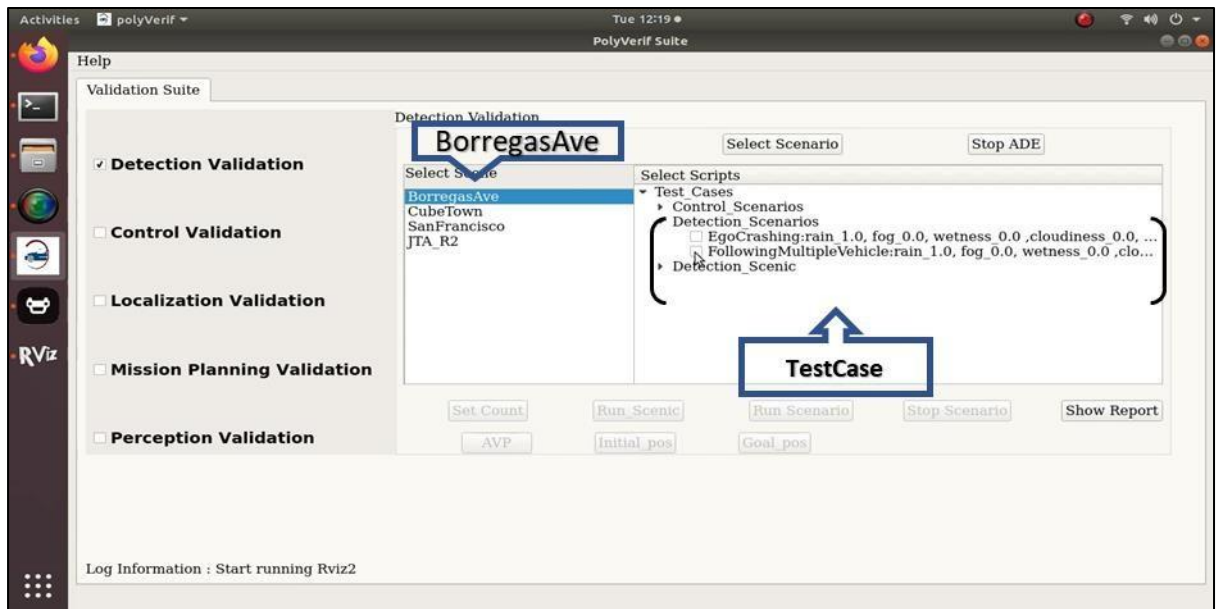 Activities polyVerif Tue 12:19
PolyVerif Suite
Help
Validation Suite
Detection Validation
BorregasAve
Select Scenario
Stop ADE
Detection Validation
Control Validation
Localization Validation
Mission Planning Validation
Perception Validation
Select Scene
BorregasAve
CubeTown
SanFrancisco
JTA_R2
Select Scripts
Test_Cases
Control_Scenarios
Detection_Scenarios
EgoCrashing:rain_1.0, fog_0.0, wetness_0.0 ,cloudiness_0.0, ...
FollowingMultipleVehicle:rain_1.0, fog_0.0, wetness_0.0 ,clo...
Detection_Scenic
TestCase
Set Count
Run_Scenic
Run Scenario
Stop Scenario
Show Report
AVP
Initial_pos
Goal_pos
RViz
Log Information : Start running Rviz2